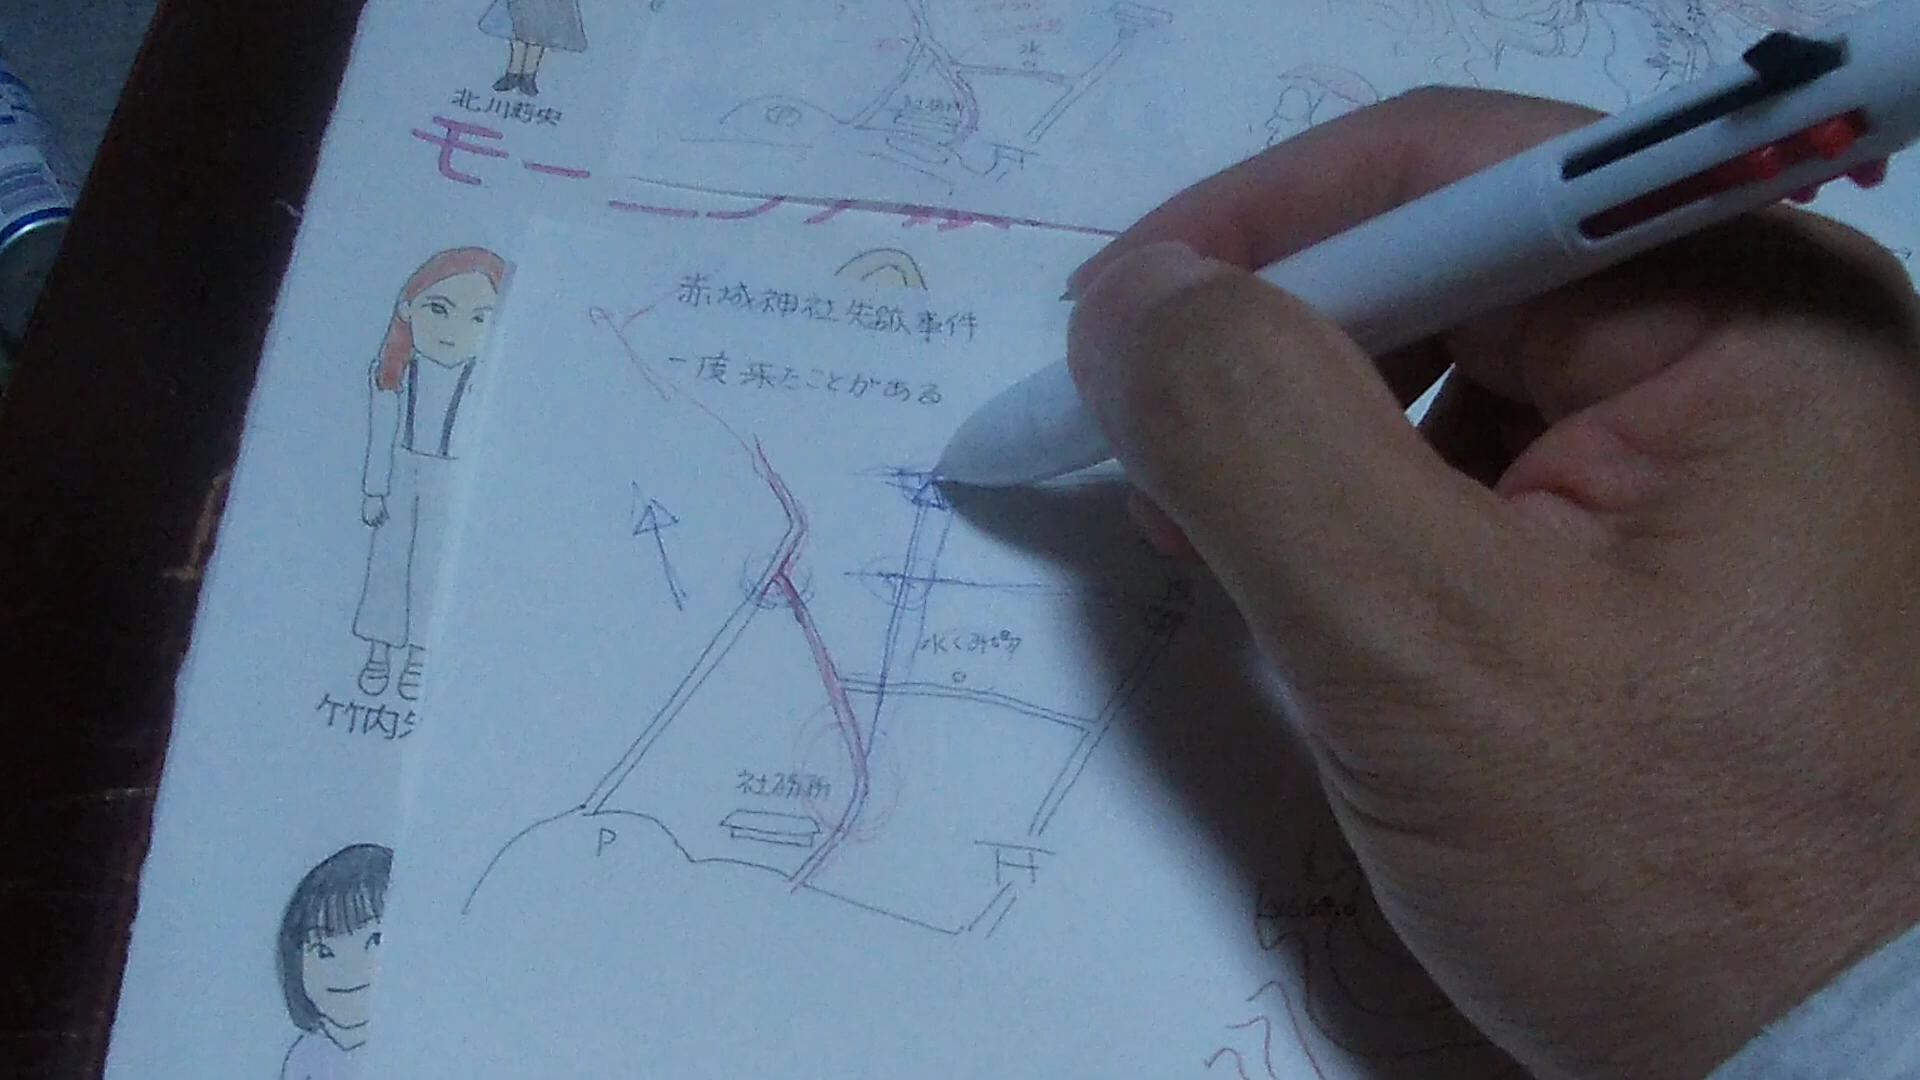 北川莉央
モーニング娘
赤城神社失踪事件
一度来たことがある
水くみ場
社務所
P
竹内